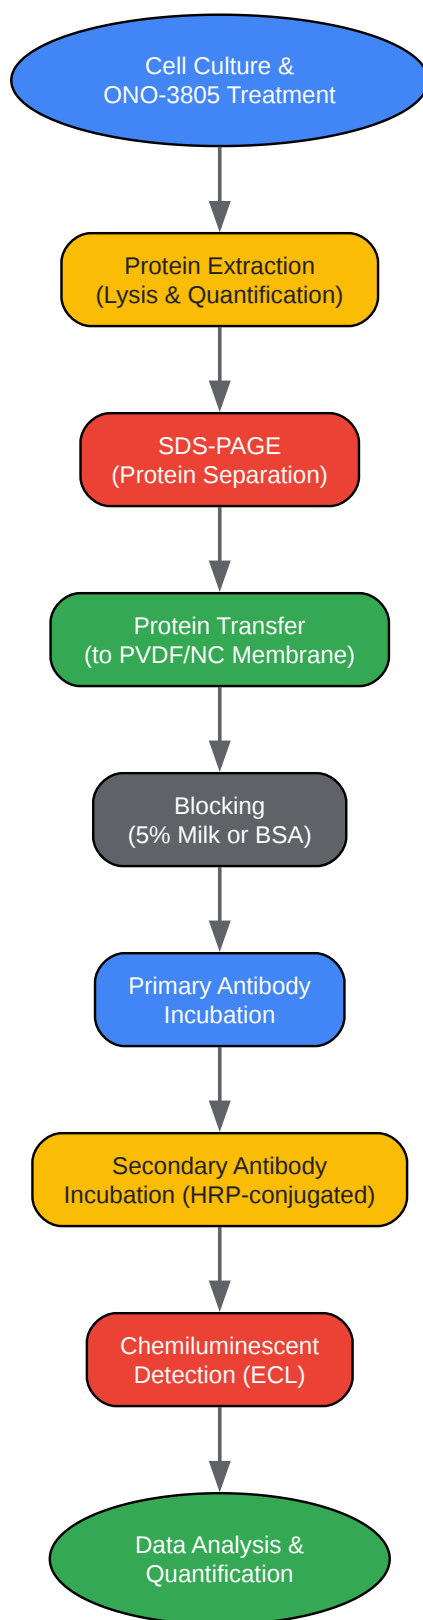 Cell Culture &
ONO-3805 Treatment
Protein Extraction
(Lysis & Quantification)
SDS-PAGE
(Protein Separation)
Protein Transfer
(to PVDF/NC Membrane)
Blocking
(5% Milk or BSA)
Primary Antibody
Incubation
Secondary Antibody
Incubation (HRP-conjugated)
Chemiluminescent
Detection (ECL)
Data Analysis &
Quantification